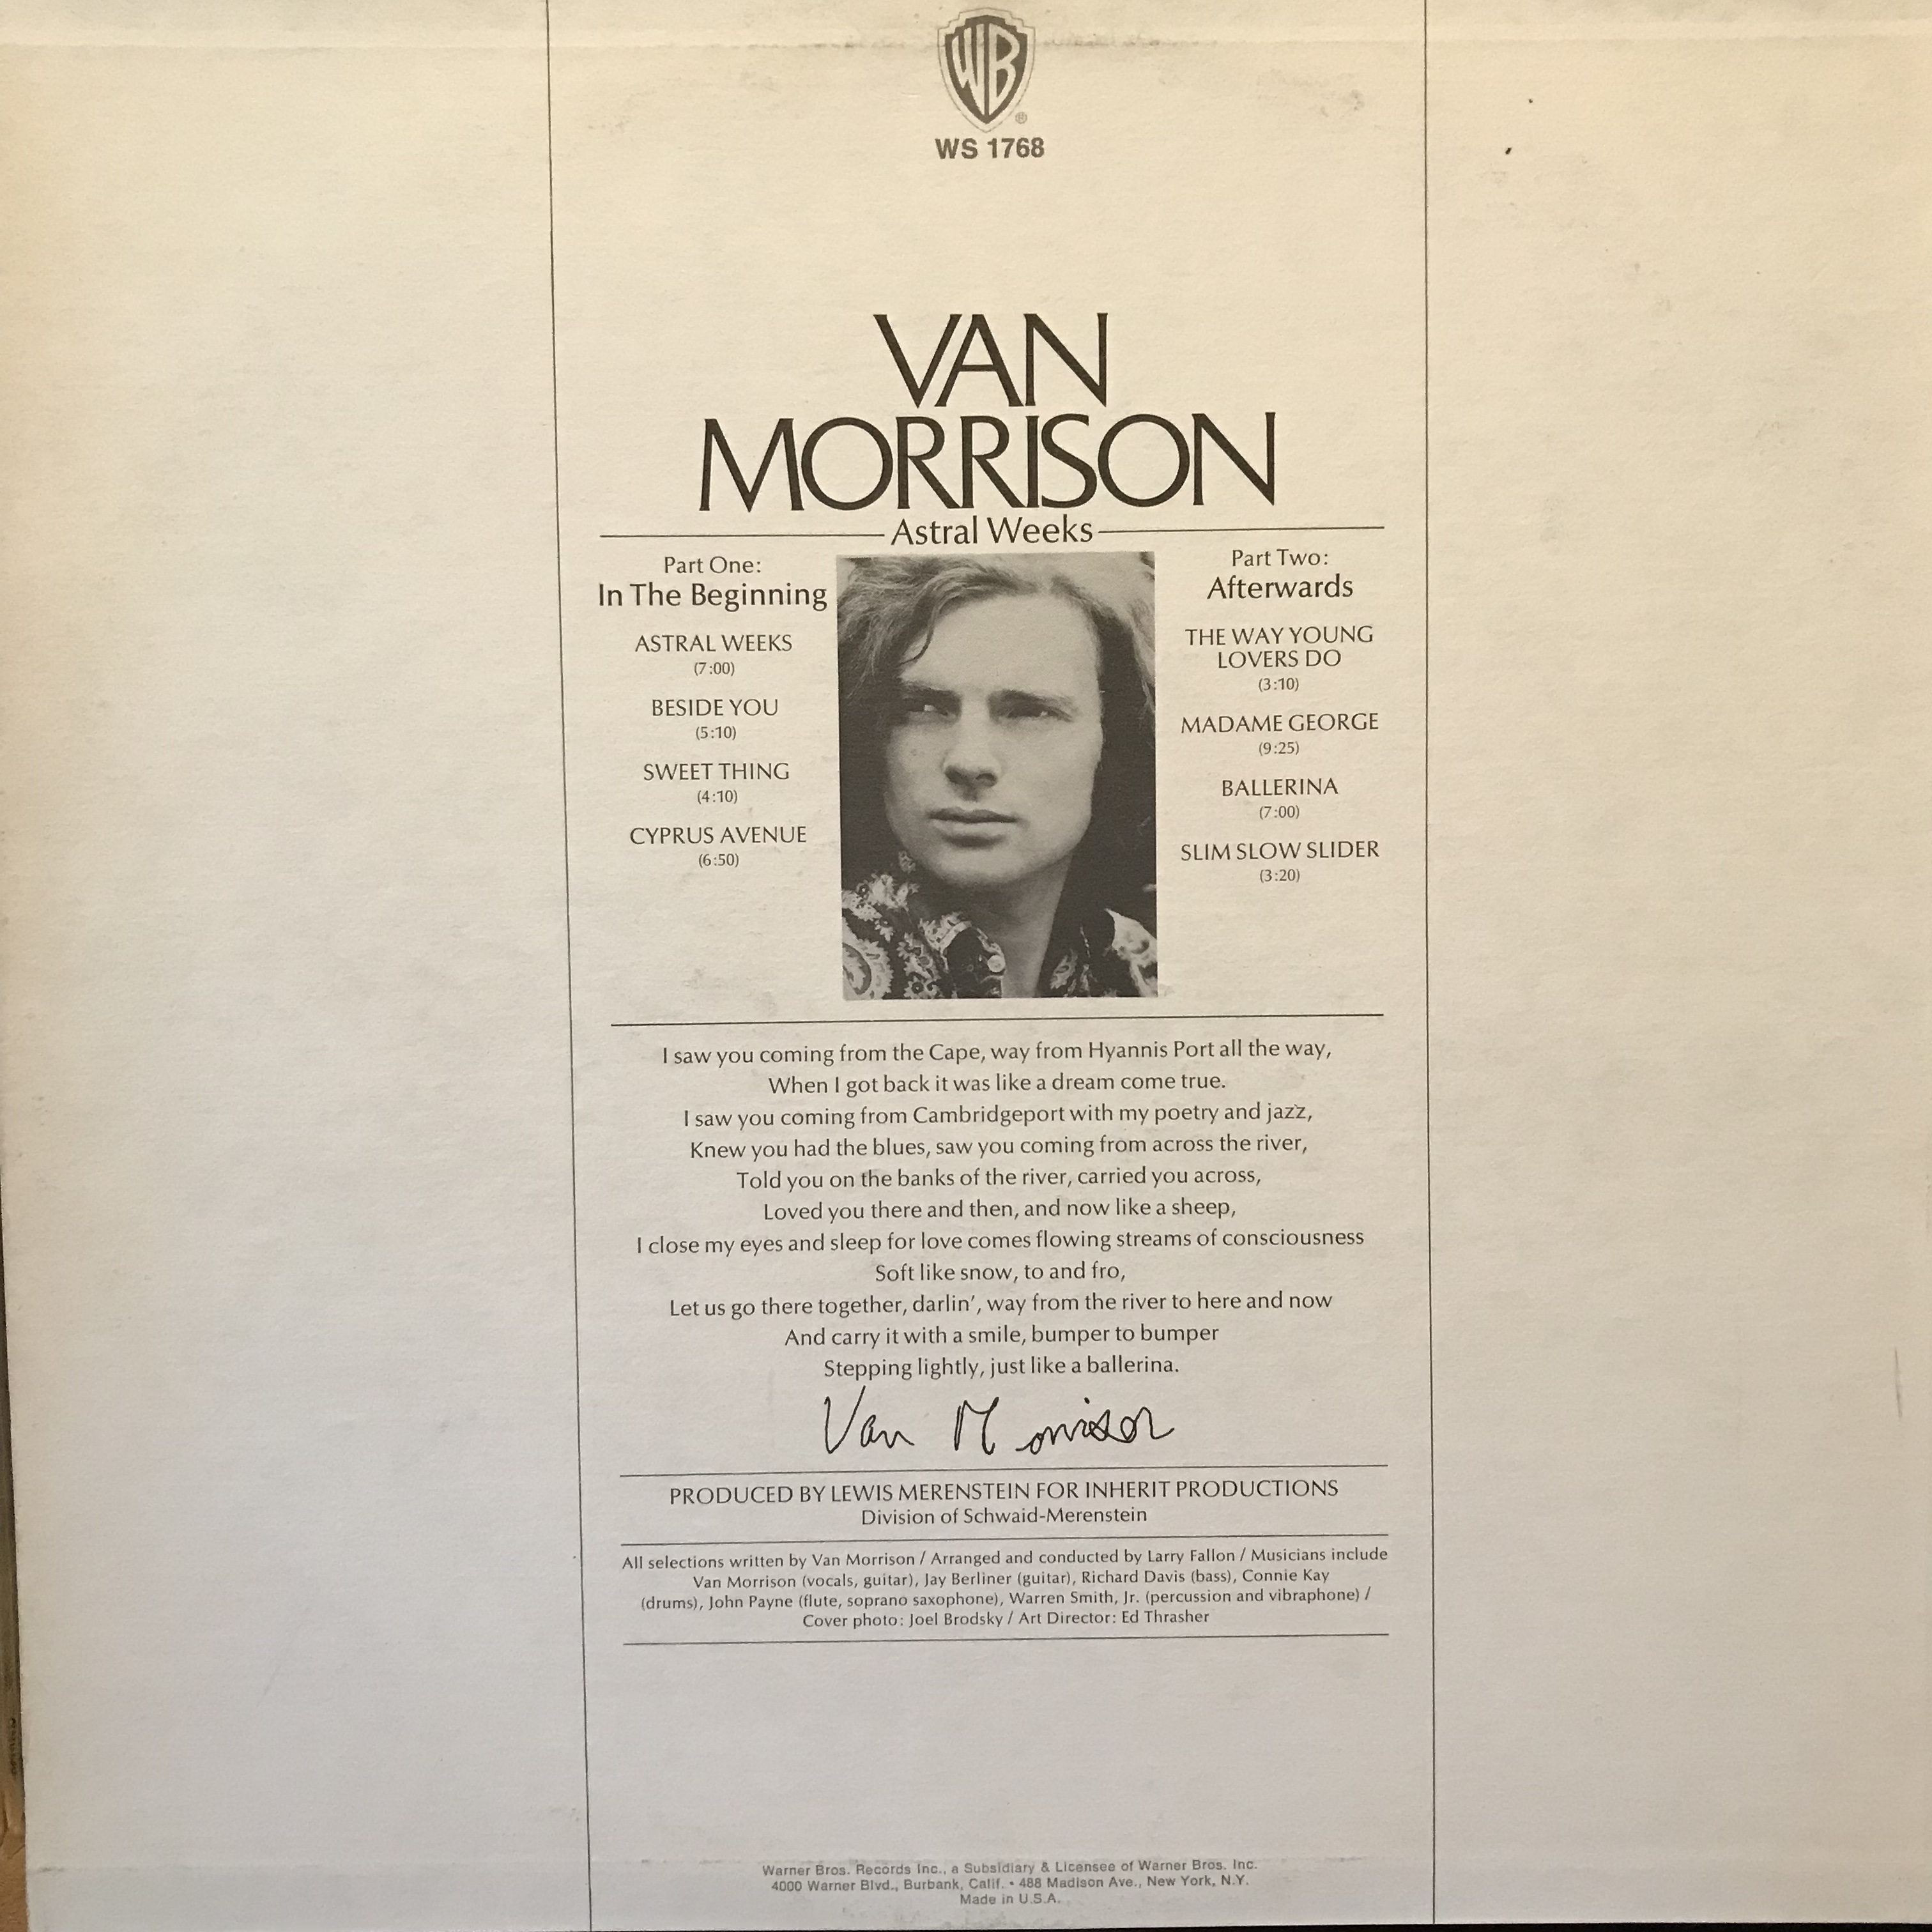 WB
®
WS 1768
VAN
MORRISON
Astral Weeks
Part One:
In The Beginning
ASTRAL WEEKS
(7:00)
BESIDE YOU
(5:10)
SWEET THING
(4:10)
CYPRUS AVENUE
(6:50)
Part Two:
Afterwards
THE WAY YOUNG
LOVERS DO
(3:10)
MADAME GEORGE
(9:25)
BALLERINA
(7:00)
SLIM SLOW SLIDER
(3:20)
I saw you coming from the Cape, way from Hyannis Port all the way,
When I got back it was like a dream come true.
I saw you coming from Cambridgeport with my poetry and jazz,
Knew you had the blues, saw you coming from across the river,
Told you on the banks of the river, carried you across,
Loved you there and then, and now like a sheep,
I close my eyes and sleep for love comes flowing streams of consciousness
Soft like snow, to and fro,
Let us go there together, darlin', way from the river to here and now
And carry it with a smile, bumper to bumper
Stepping lightly, just like a ballerina.
Van Morrison
PRODUCED BY LEWIS MERENSTEIN FOR INHERIT PRODUCTIONS
Division of Schwaid-Merenstein
All selections written by Van Morrison / Arranged and conducted by Larry Fallon / Musicians include
Van Morrison (vocals, guitar), Jay Berliner (guitar), Richard Davis (bass), Connie Kay
(drums), John Payne (flute, soprano saxophone), Warren Smith, Jr. (percussion and vibraphone) /
Cover photo: Joel Brodsky / Art Director: Ed Thrasher
Warner Bros. Records Inc., a Subsidiary & Licensee of Warner Bros. Inc.
4000 Warner Blvd., Burbank, Calif. • 488 Madison Ave., New York, N.Y.
Made in U.S.A.